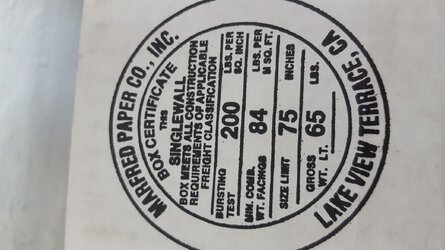 MARFRED PAPER CO., INC.
BOX CERTIFICATE
THIS
SINGLEWALL
BOX MEETS ALL CONSTRUCTION
REQUIREMENTS OF APPLICABLE
FREIGHT CLASSIFICATION
BURSTING TEST 200 LBS. PER SQ. INCH
MIN. COMB. WT. FACINGS 84 LBS. PER M SQ. FT.
SIZE LIMIT 75 INCHES
GROSS WT. LT. 65 LBS.
LAKE VIEW TERRACE, CA